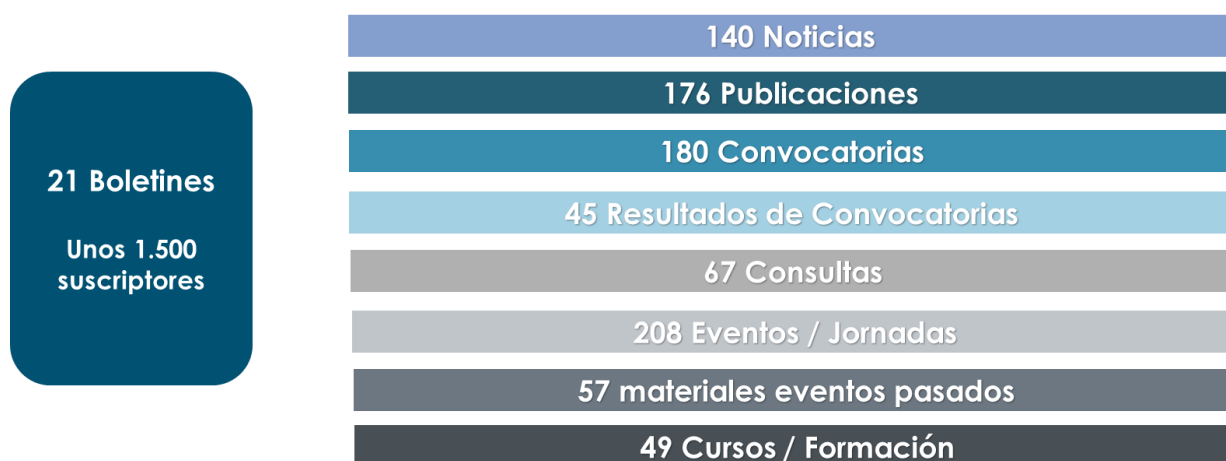 21 Boletines
Unos 1.500
suscriptores
140 Noticias
176 Publicaciones
180 Convocatorias
45 Resultados de Convocatorias
67 Consultas
208 Eventos / Jornadas
57 materiales eventos pasados
49 Cursos / Formación